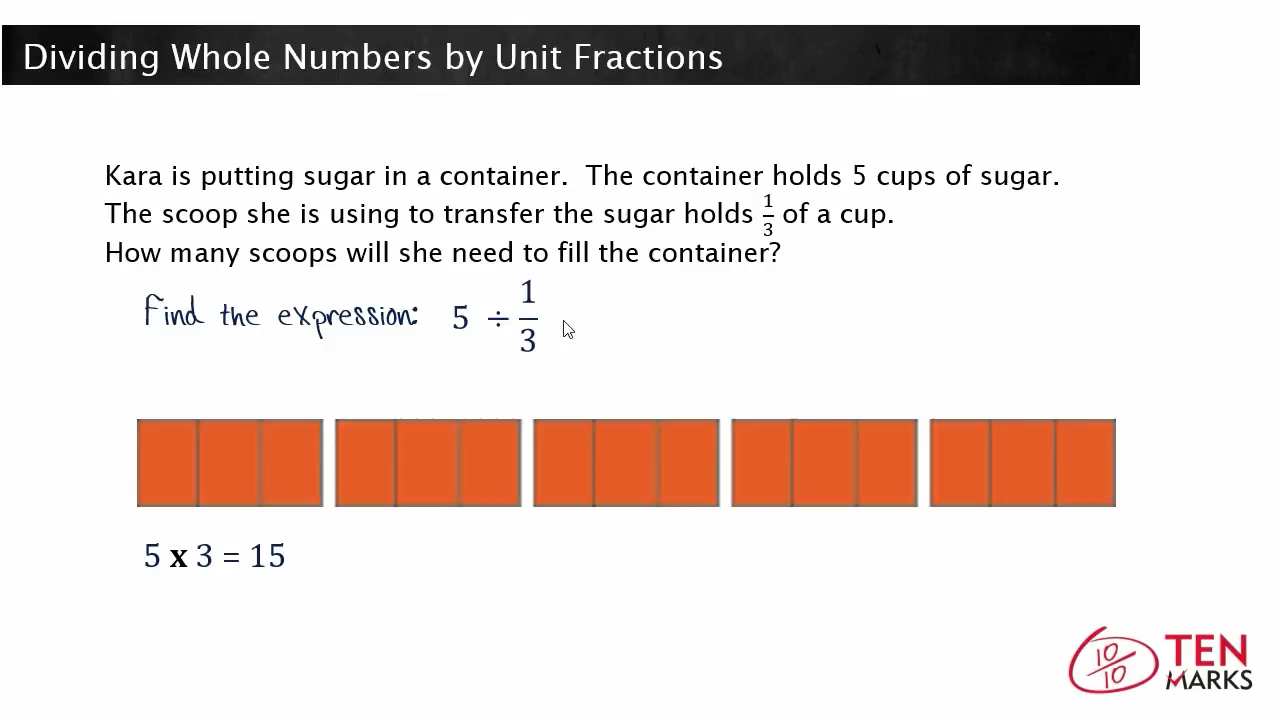 Dividing Whole Numbers by Unit Fractions
Kara is putting sugar in a container. The container holds 5 cups of sugar.
The scoop she is using to transfer the sugar holds 1/3 of a cup.
How many scoops will she need to fill the container?
Find the expression: 5 ÷ 1/3
5 x 3 = 15
10/10 TEN
MARKS